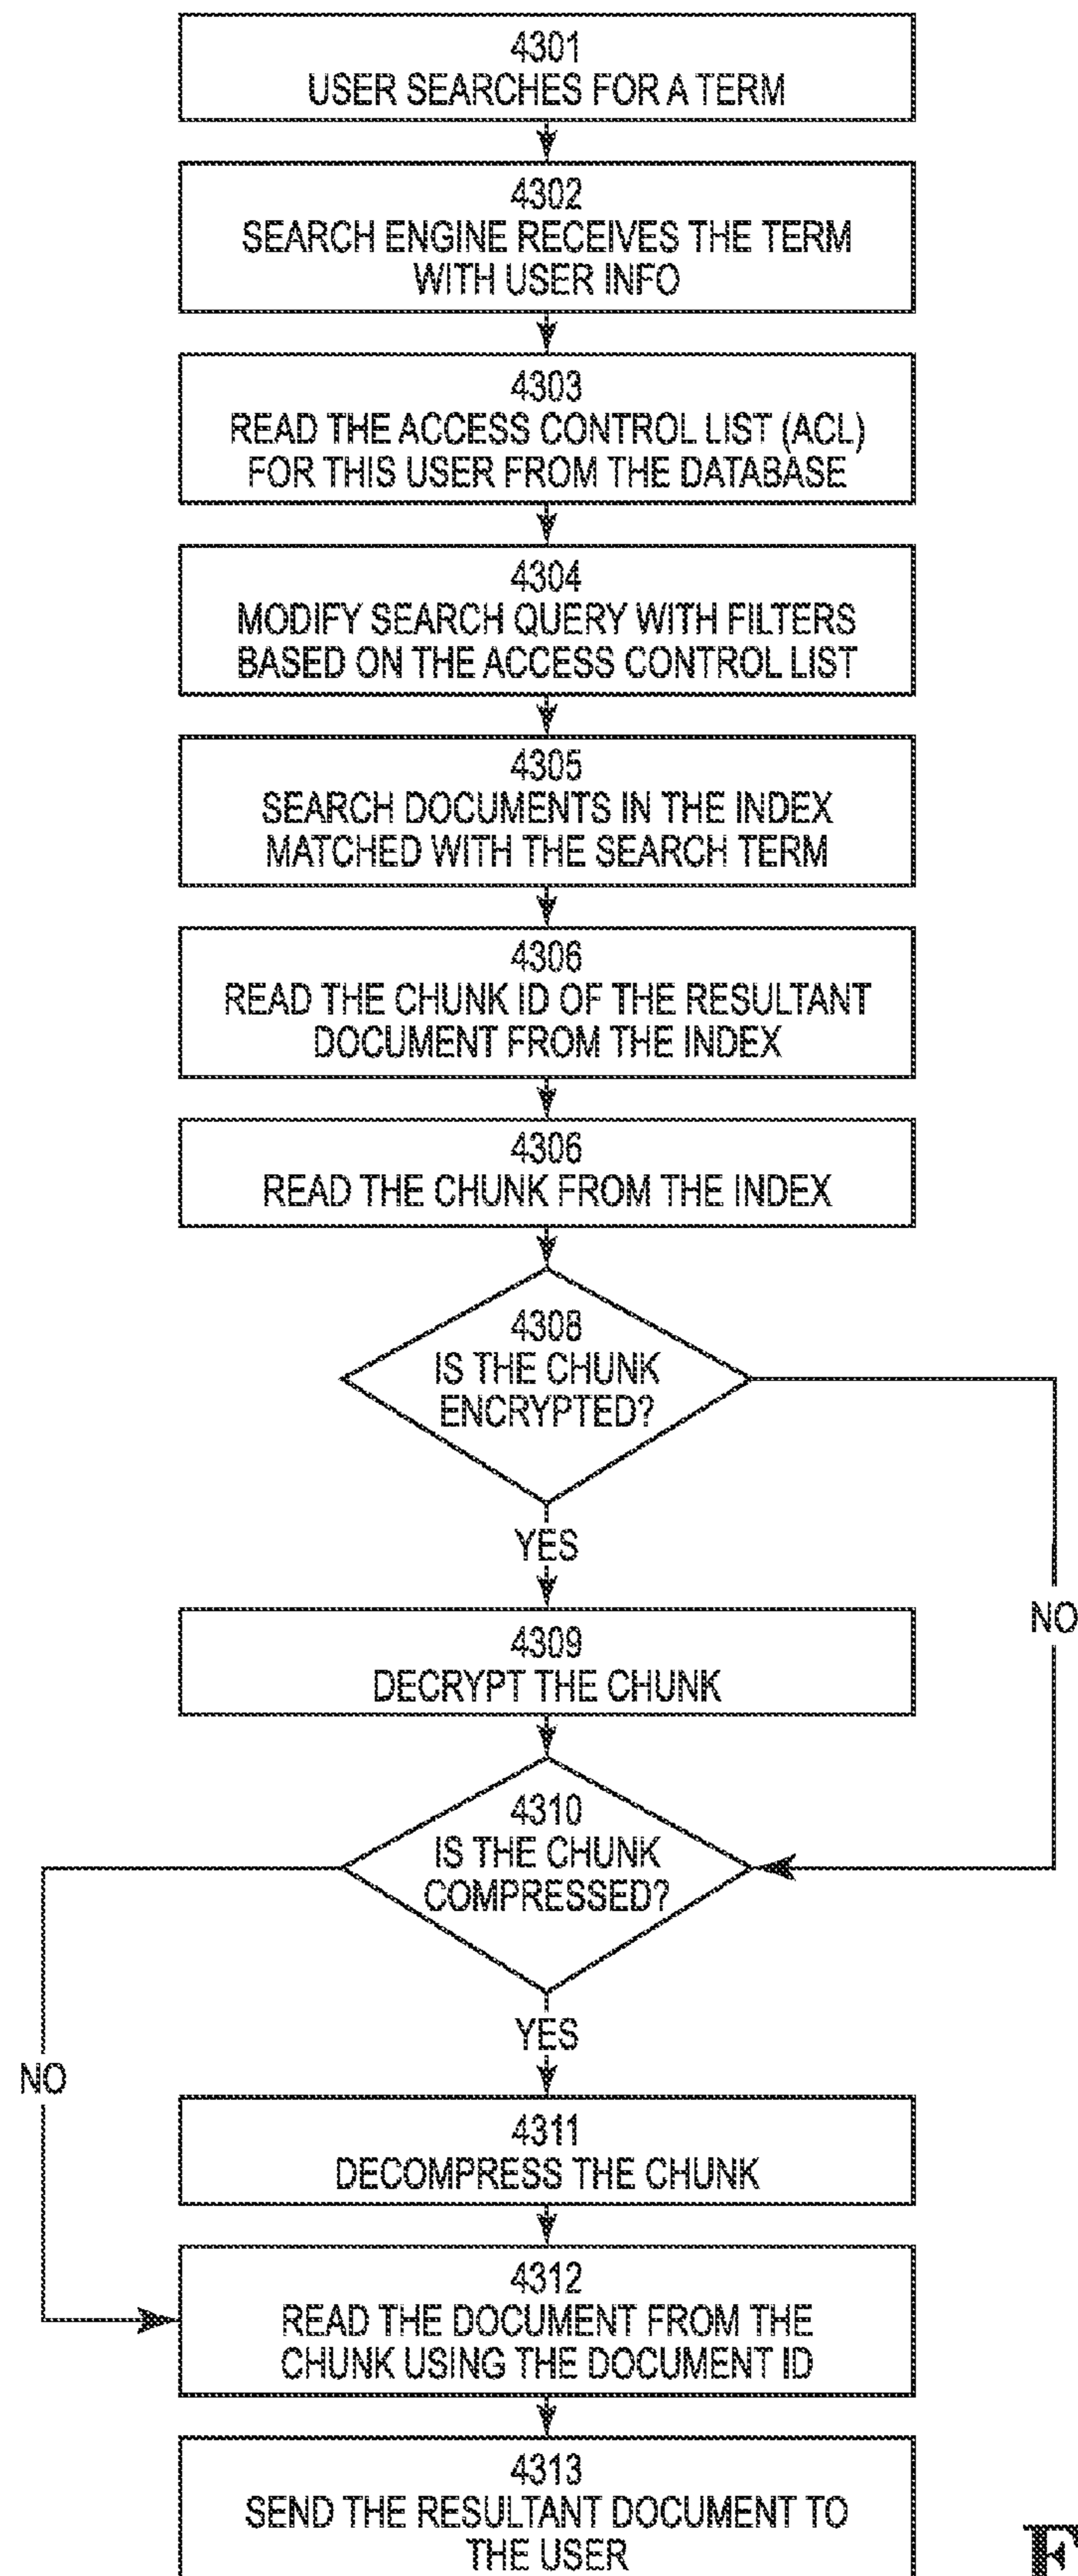 4301
USER SEARCHES FOR A TERM
4302
SEARCH ENGINE RECEIVES THE TERM
WITH USER INFO
4303
READ THE ACCESS CONTROL LIST (ACL)
FOR THIS USER FROM THE DATABASE
4304
MODIFY SEARCH QUERY WITH FILTERS
BASED ON THE ACCESS CONTROL LIST
4305
SEARCH DOCUMENTS IN THE INDEX
MATCHED WITH THE SEARCH TERM
4306
READ THE CHUNK ID OF THE RESULTANT
DOCUMENT FROM THE INDEX
4306
READ THE CHUNK FROM THE INDEX
4308
IS THE CHUNK
ENCRYPTED?
YES
NO
4309
DECRYPT THE CHUNK
4310
IS THE CHUNK
COMPRESSED?
YES
NO
4311
DECOMPRESS THE CHUNK
4312
READ THE DOCUMENT FROM THE
CHUNK USING THE DOCUMENT ID
4313
SEND THE RESULTANT DOCUMENT TO
THE USER
F